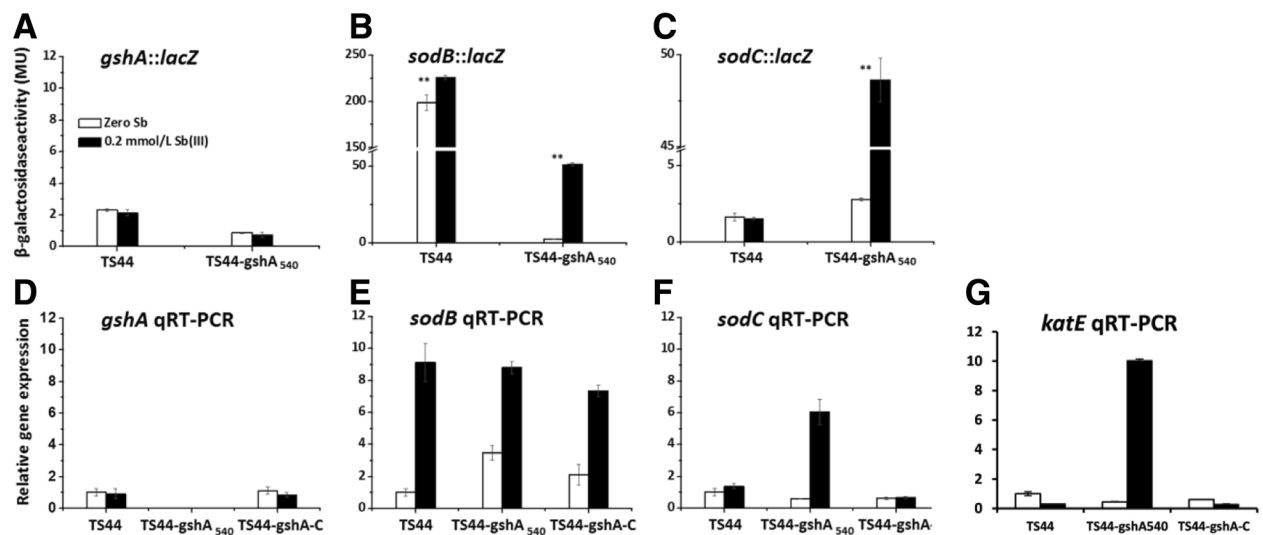 A
gshA::lacZ
β-galactosidaseactivity (MU)
12
10
8
6
4
2
0
Zero Sb
0.2 mmol/L Sb(III)
TS44
TS44-gshA 540
B
sodB::lacZ
250
200
150
50
0
**
**
TS44
TS44-gshA 540
C
sodC::lacZ
50
45
5
0
**
TS44
TS44-gshA 540
D
gshA qRT-PCR
Relative gene expression
12
10
8
6
4
2
0
TS44
TS44-gshA 540
TS44-gshA-C
E
sodB qRT-PCR
12
10
8
6
4
2
0
TS44
TS44-gshA 540
TS44-gshA-C
F
sodC qRT-PCR
12
10
8
6
4
2
0
TS44
TS44-gshA 540
TS44-gshA-
G
katE qRT-PCR
12
10
8
6
4
2
0
TS44
TS44-gshA540
TS44-gshA-C